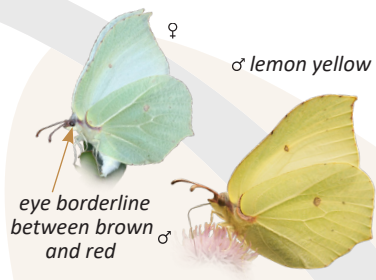 ♀
♂ lemon yellow
eye borderline
between brown
and red
♂